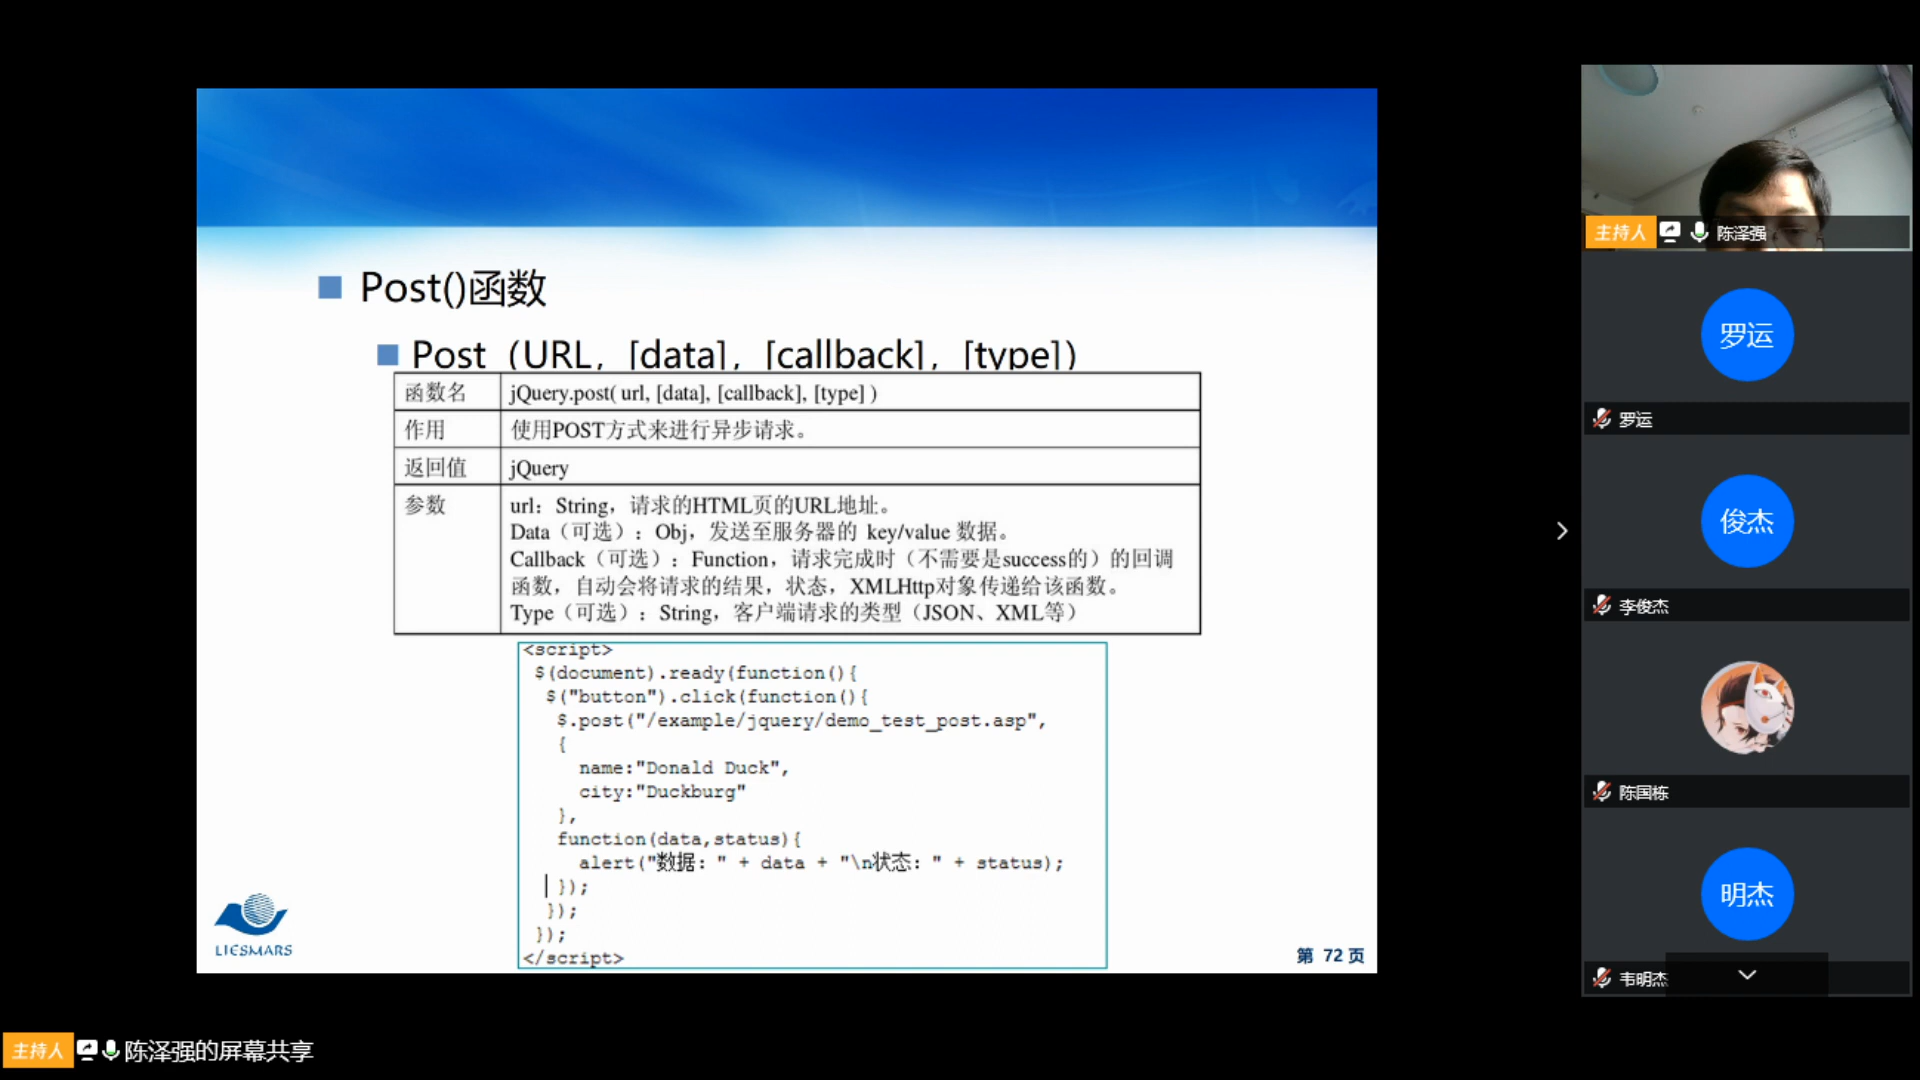 Post()函数
Post（URL，[data]，[callback]，[type]）
函数名 jQuery.post( url, [data], [callback], [type] )
作用 使用POST方式来进行异步请求。
返回值 jQuery
参数 url：String，请求的HTML页的URL地址。
Data（可选）：Obj，发送至服务器的 key/value 数据。
Callback（可选）：Function，请求完成时（不需要是success的）的回调
函数，自动会将请求的结果，状态，XMLHttp对象传递给该函数。
Type（可选）：String，客户端请求的类型（JSON、XML等）
<script>
$(document).ready(function(){
$("button").click(function(){
$.post("/example/jquery/demo_test_post.asp",
{
name:"Donald Duck",
city:"Duckburg"
},
function(data,status){
alert("数据：" + data + "\n状态：" + status);
});
});
});
</script>
LIESMARS
第 72 页
主持人 陈泽强
罗运
罗运
俊杰
李俊杰
陈国栋
明杰
韦明杰
主持人 陈泽强的屏幕共享